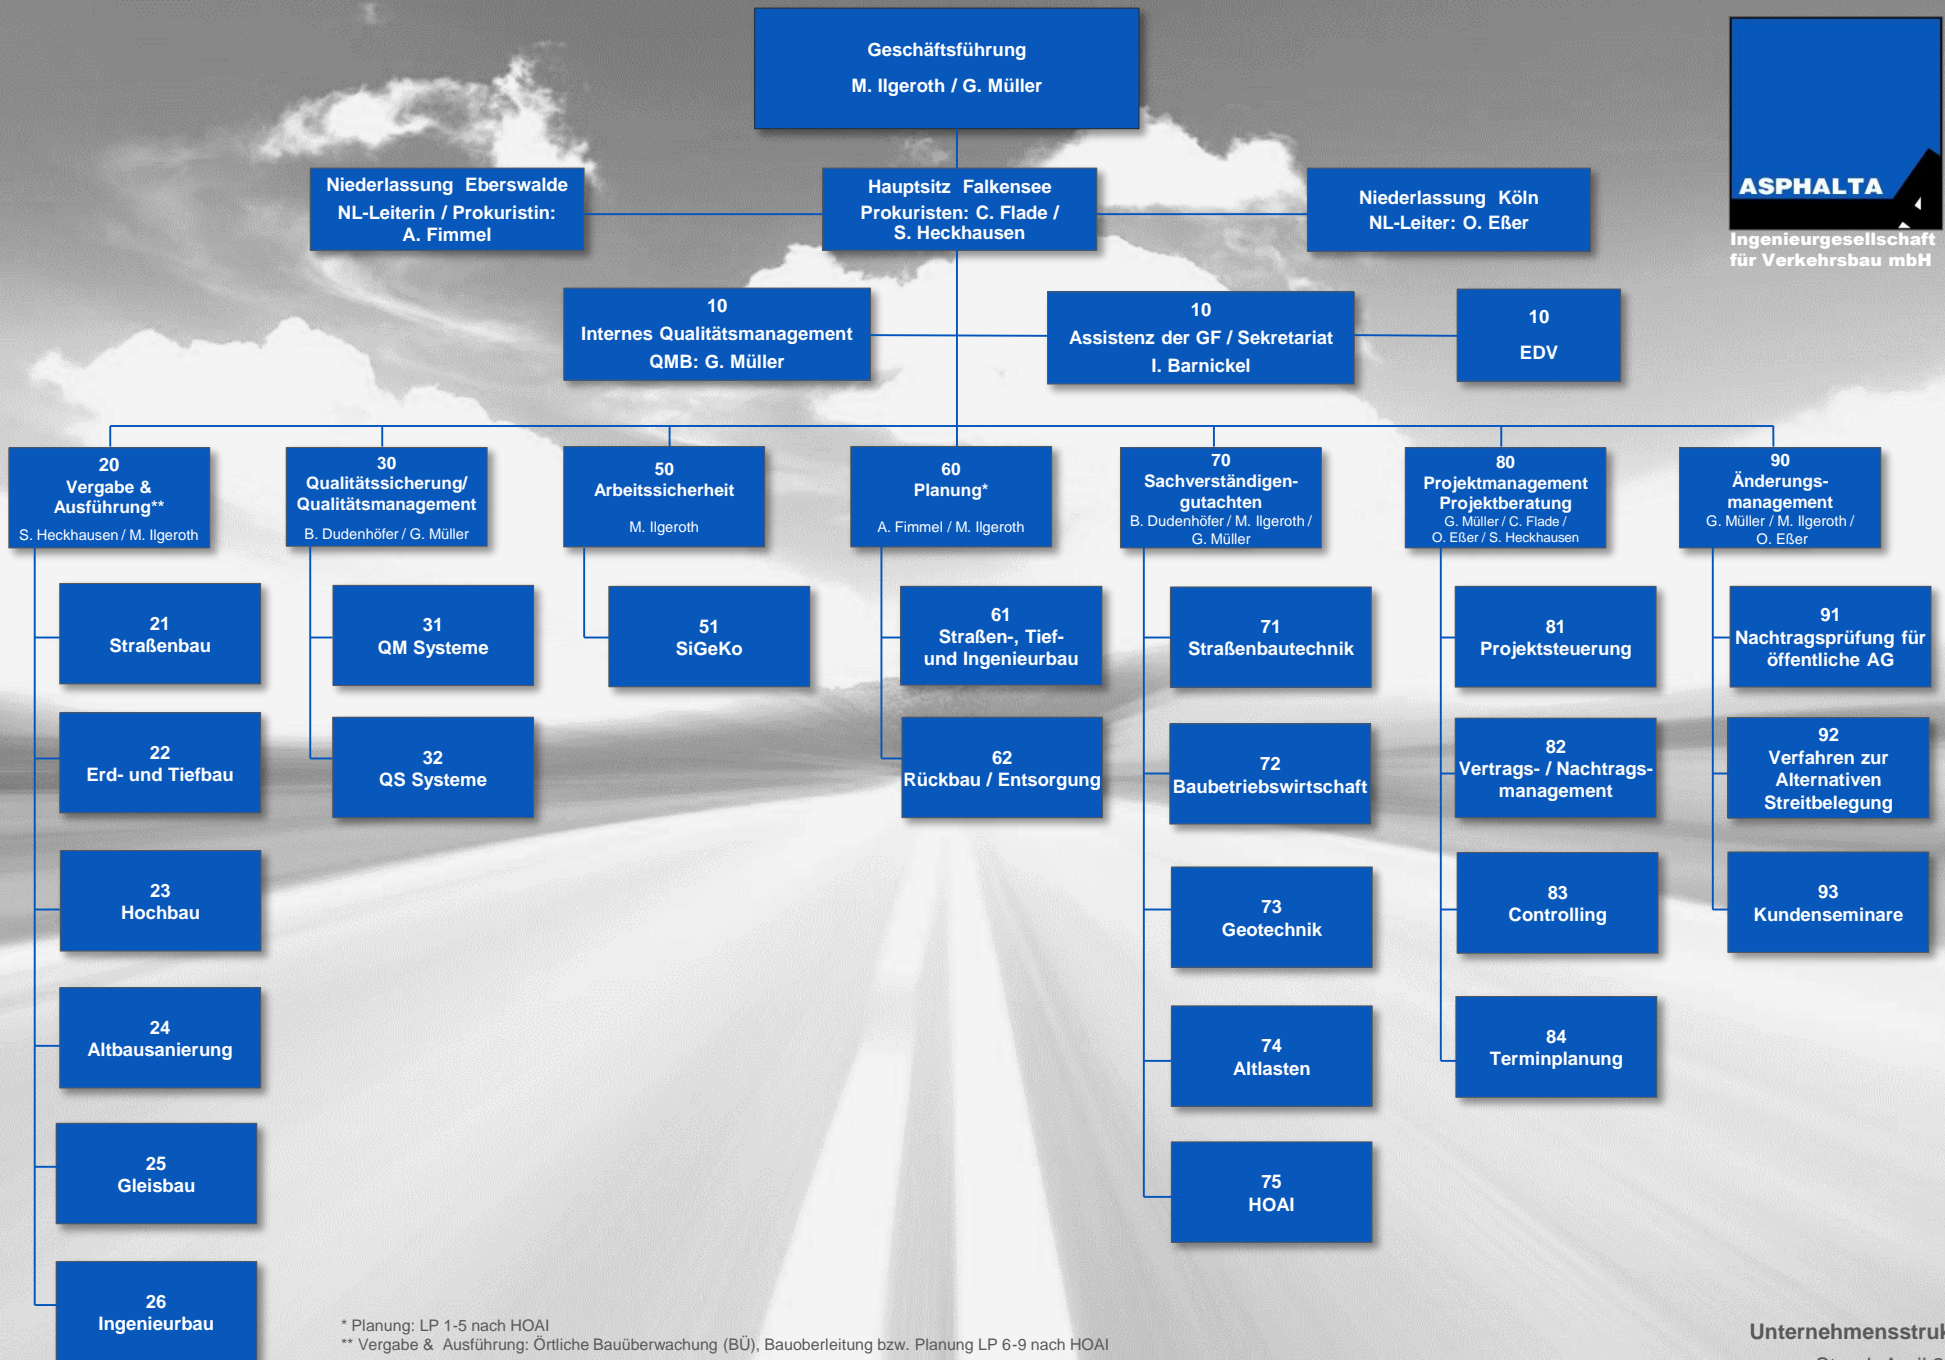 Geschäftsführung
M. Ilgeroth / G. Müller
ASPHALTA
Ingenieurgesellschaft
für Verkehrsbau mbH
Niederlassung Eberswalde
NL-Leiterin / Prokuristin:
A. Fimmel
Hauptsitz Falkensee
Prokuristen: C. Flade /
S. Heckhausen
Niederlassung Köln
NL-Leiter: O. Eßer
10
Internes Qualitätsmanagement
QMB: G. Müller
10
Assistenz der GF / Sekretariat
I. Barnickel
10
EDV
20
Vergabe &
Ausführung**
S. Heckhausen / M. Ilgeroth
30
Qualitätssicherung/
Qualitätsmanagement
B. Dudenhöfer / G. Müller
50
Arbeitssicherheit
M. Ilgeroth
60
Planung*
A. Fimmel / M. Ilgeroth
70
Sachverständigen-
gutachten
B. Dudenhöfer / M. Ilgeroth /
G. Müller
80
Projektmanagement
Projektberatung
G. Müller / C. Flade /
O. Eßer / S. Heckhausen
90
Änderungs-
management
G. Müller / M. Ilgeroth /
O. Eßer
21
Straßenbau
22
Erd- und Tiefbau
23
Hochbau
24
Altbausanierung
25
Gleisbau
26
Ingenieurbau
31
QM Systeme
32
QS Systeme
51
SiGeKo
61
Straßen-, Tief-
und Ingenieurbau
62
Rückbau / Entsorgung
71
Straßenbautechnik
72
Baubetriebswirtschaft
73
Geotechnik
74
Altlasten
75
HOAI
81
Projektsteuerung
82
Vertrags- / Nachtrags-
management
83
Controlling
84
Terminplanung
91
Nachtragsprüfung für
öffentliche AG
92
Verfahren zur
Alternativen
Streitbelegung
93
Kundenseminare
* Planung: LP 1-5 nach HOAI
** Vergabe & Ausführung: Örtliche Bauüberwachung (BÜ), Bauoberleitung bzw. Planung LP 6-9 nach HOAI